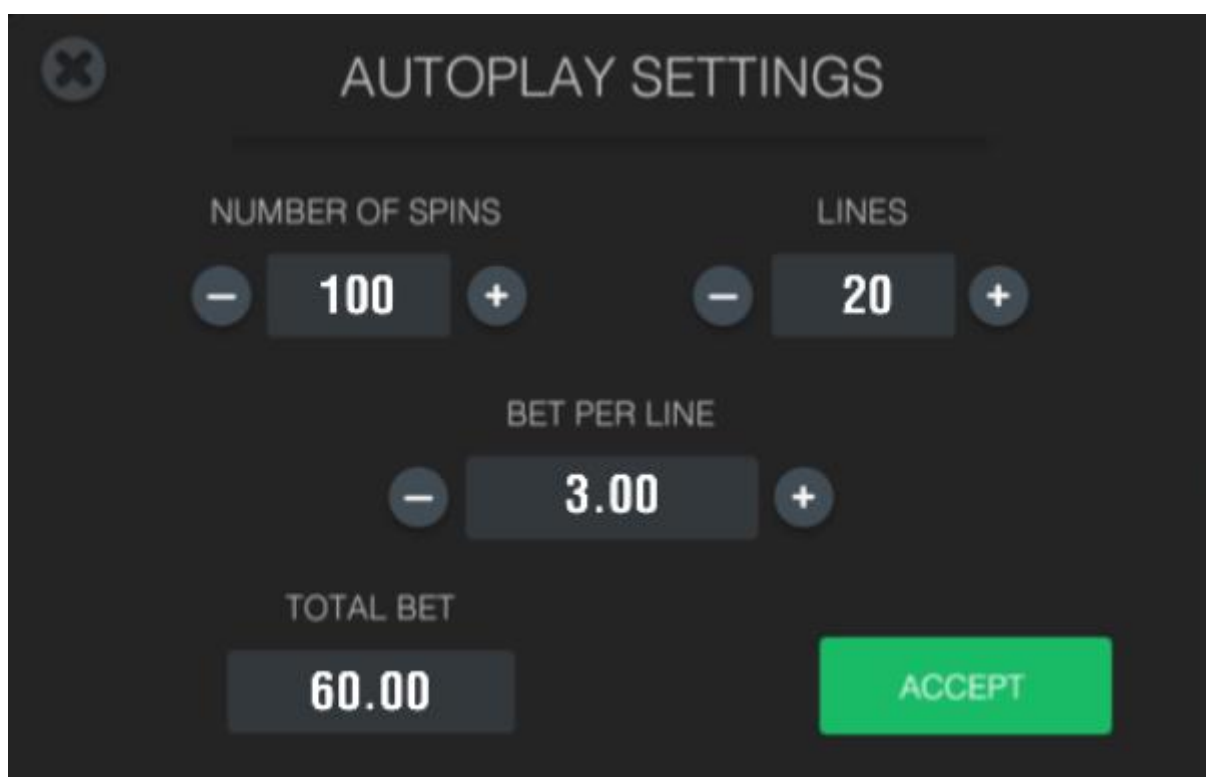 AUTOPLAY SETTINGS
NUMBER OF SPINS
LINES
100
20
BET PER LINE
3.00
TOTAL BET
60.00
ACCEPT